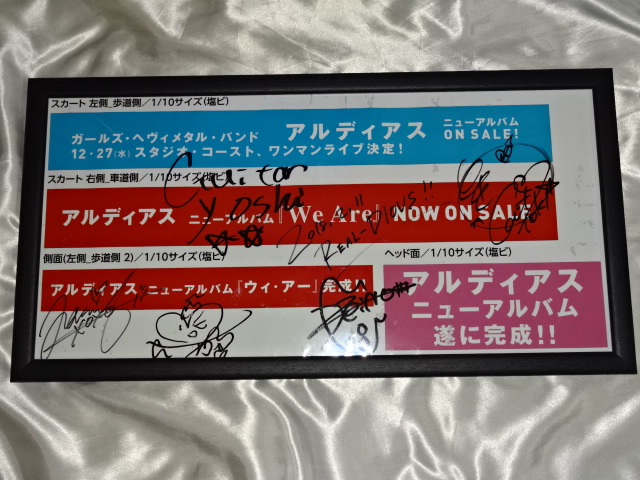 スカート 左側_歩道側／1/10サイズ（塩ビ）
ガールズ・ヘヴィメタル・バンド アルディアス ニューアルバム ON SALE!
12・27(水) スタジオ・コースト、ワンマンライブ決定！
スカート 右側_車道側／1/10サイズ（塩ビ）
Guitar
Yoshi
アルディアス ニューアルバム『We Are』NOW ON SALE
REAL-DIOUS!!
側面（左側_歩道側 2）／1/10サイズ（塩ビ）
アルディアス ニューアルバム『ウィ・アー』完成！
ヘッド面／1/10サイズ（塩ビ）
アルディアス
ニューアルバム
遂に完成!!